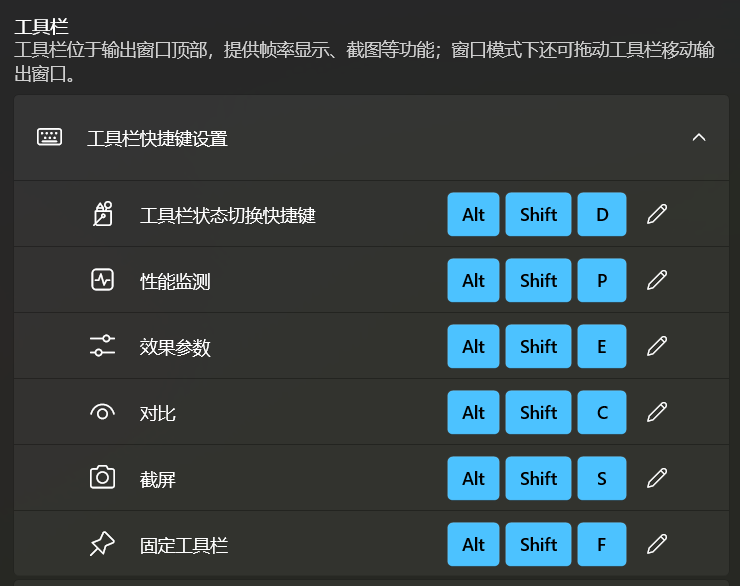 工具栏
工具栏位于输出窗口顶部，提供帧率显示、截图等功能；窗口模式下还可拖动工具栏移动输
出窗口。
工具栏快捷键设置
工具栏状态切换快捷键 Alt Shift D
性能监测 Alt Shift P
效果参数 Alt Shift E
对比 Alt Shift C
截屏 Alt Shift S
固定工具栏 Alt Shift F